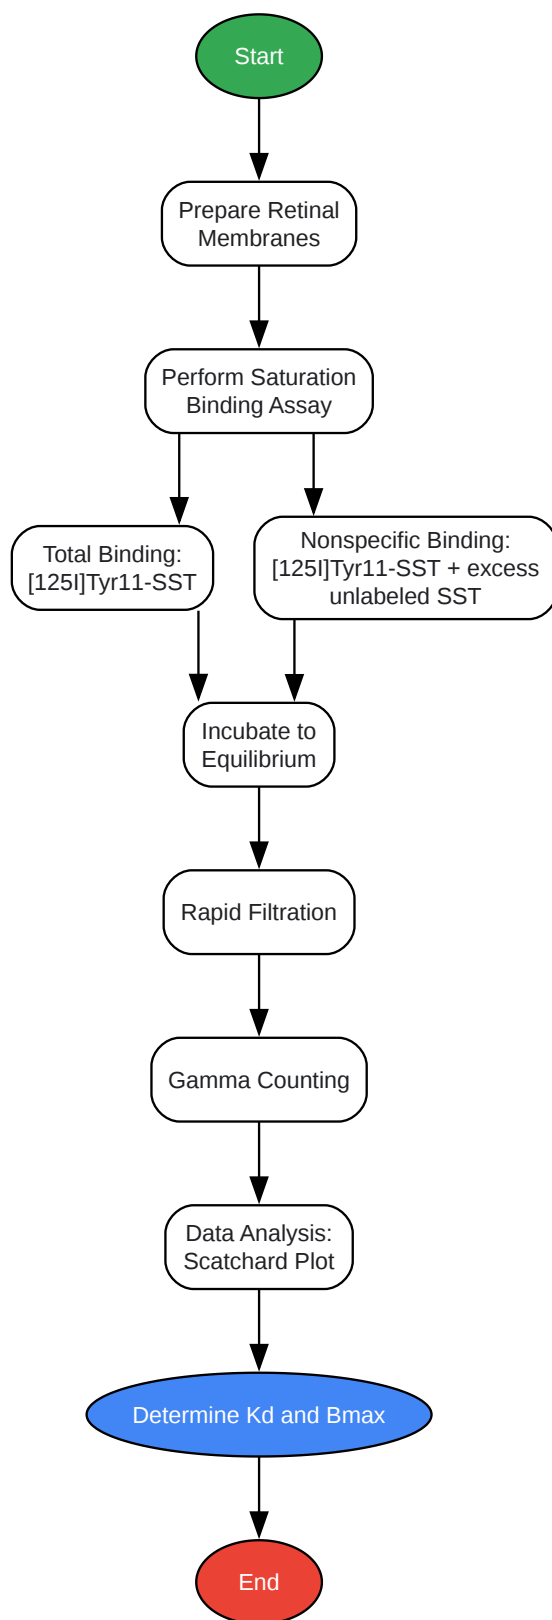 Start
Prepare Retinal
Membranes
Perform Saturation
Binding Assay
Total Binding:
[125I]Tyr11-SST
Nonspecific Binding:
[125I]Tyr11-SST + excess
unlabeled SST
Incubate to
Equilibrium
Rapid Filtration
Gamma Counting
Data Analysis:
Scatchard Plot
Determine Kd and Bmax
End